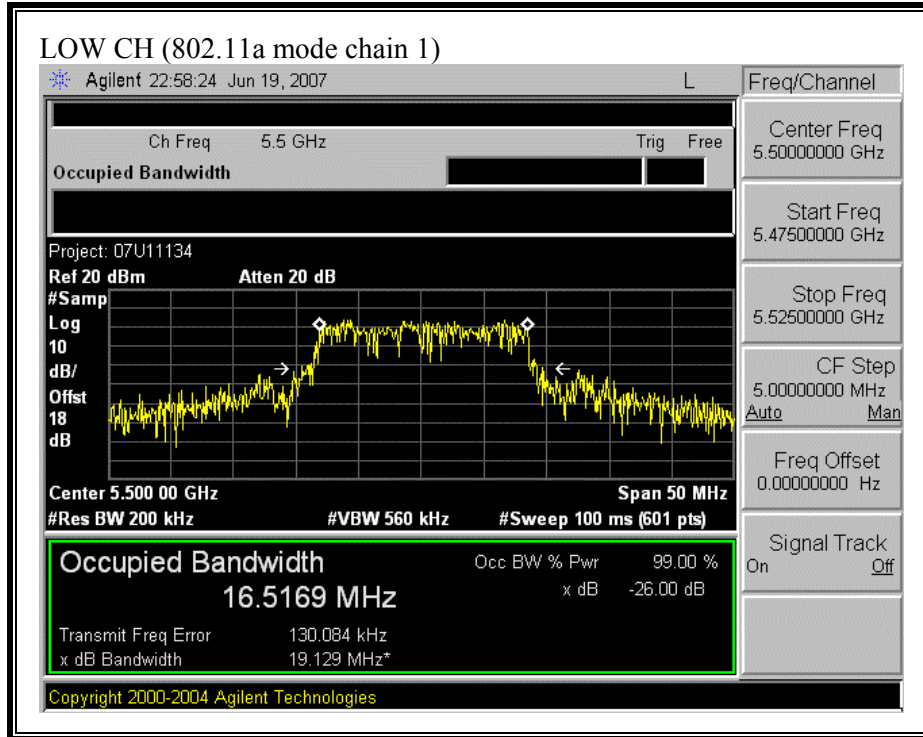 LOW CH (802.11a mode chain 1)
Agilent 22:58:24 Jun 19, 2007 L Freq/Channel
Ch Freq 5.5 GHz Trig Free
Occupied Bandwidth
Center Freq
5.50000000 GHz
Start Freq
5.47500000 GHz
Stop Freq
5.52500000 GHz
CF Step
5.00000000 MHz
Auto Man
Freq Offset
0.00000000 Hz
Signal Track
On Off
Project: 07U11134
Ref 20 dBm Atten 20 dB
#Samp
Log
10
dB/
Offst
18
dB
Center 5.500 00 GHz Span 50 MHz
#Res BW 200 kHz #VBW 560 kHz #Sweep 100 ms (601 pts)
Occupied Bandwidth Occ BW % Pwr 99.00 %
16.5169 MHz x dB -26.00 dB
Transmit Freq Error 130.084 kHz
x dB Bandwidth 19.129 MHz*
Copyright 2000-2004 Agilent Technologies